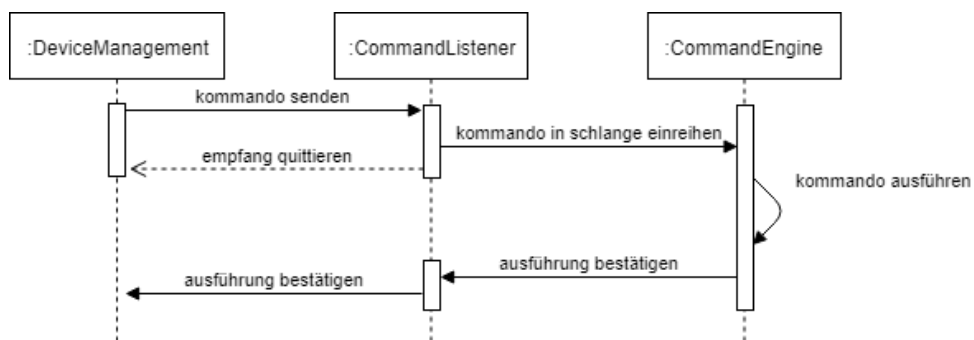 :DeviceManagement
:CommandListener
:CommandEngine
kommando senden
kommando in schlange einreihen
empfang quittieren
kommando ausführen
ausführung bestätigen
ausführung bestätigen